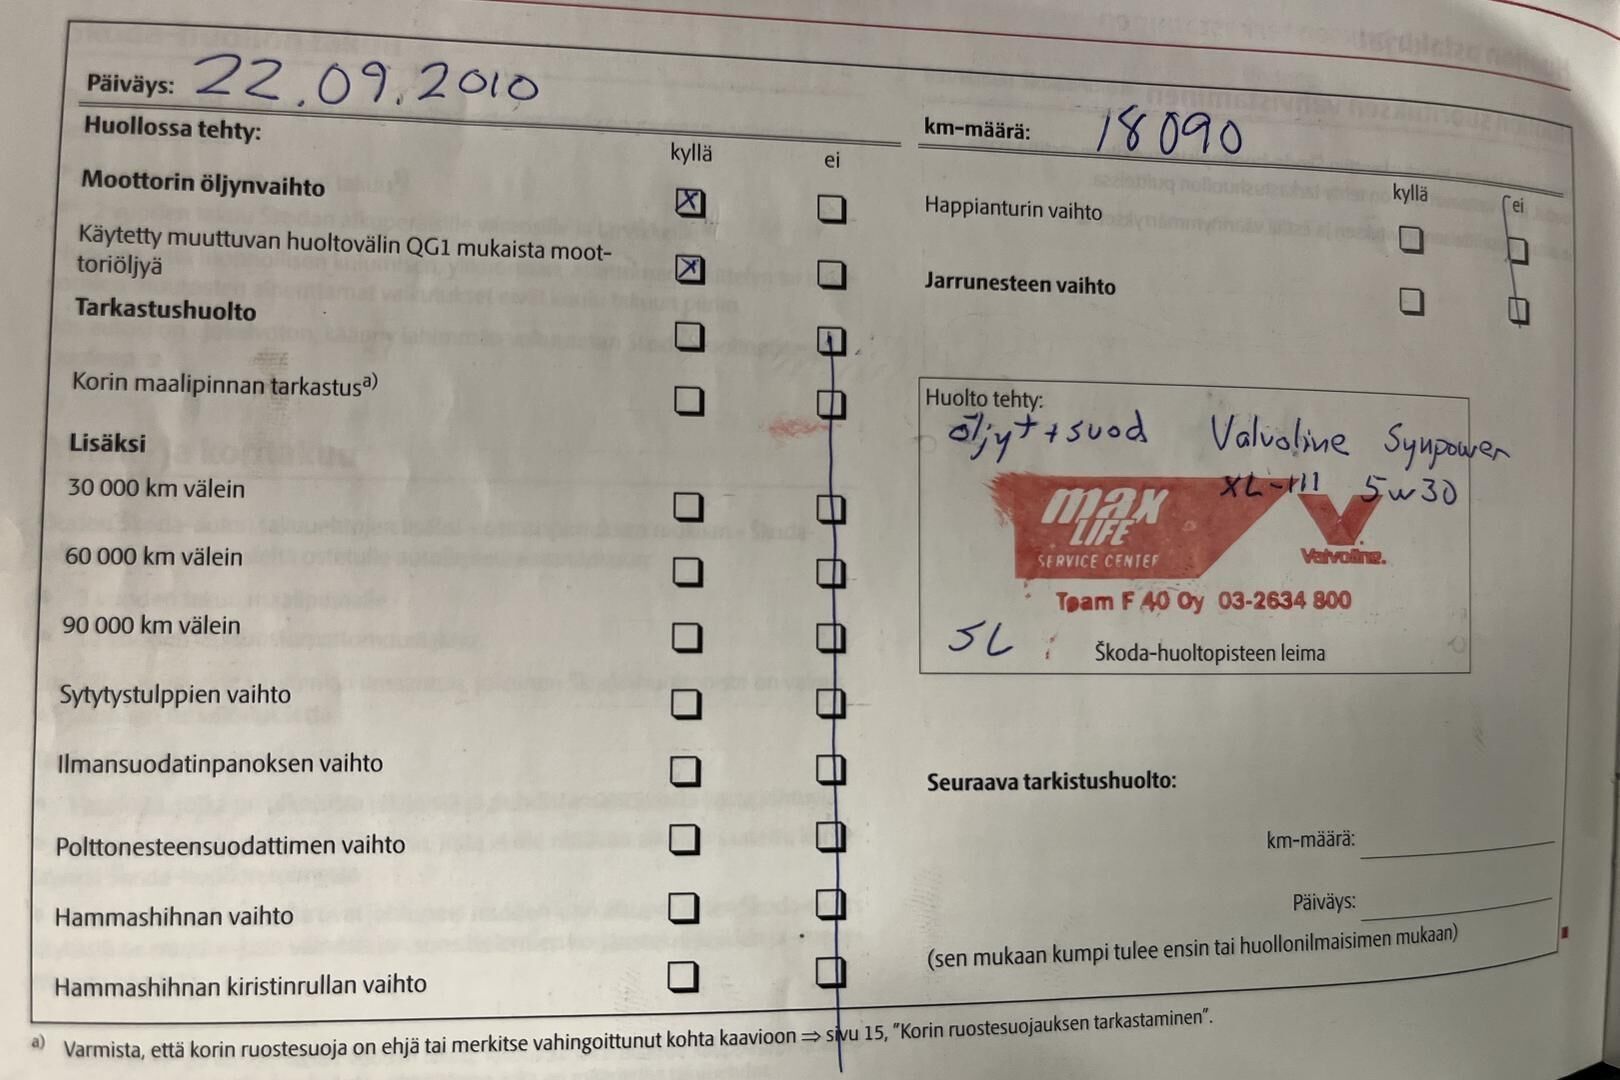 Päiväys: 22.09.2010
Huollossa tehty:
kyllä ei
Moottorin öljynvaihto
Käytetty muuttuvan huoltovälin QG1 mukaista moot-
toriöljyä
Tarkastushuolto
Korin maalipinnan tarkastus a)
Lisäksi
30 000 km välein
60 000 km välein
90 000 km välein
Sytytystulppien vaihto
Ilmansuodatinpanoksen vaihto
Polttonesteensuodattimen vaihto
Hammashihnan vaihto
Hammashihnan kiristinrullan vaihto
km-määrä: 18090
kyllä ei
Happianturin vaihto
Jarrunesteen vaihto
Huolto tehty:
öljyt + suod Valvoline Synpower
XL-III 5w30
max
LIFE
SERVICE CENTER
Valvoline.
Team F 40 Oy 03-2634 800
SL
Škoda-huoltopisteen leima
Seuraava tarkistushuolto:
km-määrä:
Päiväys:
(sen mukaan kumpi tulee ensin tai huollonilmaisimen mukaan)
a) Varmista, että korin ruostesuoja on ehjä tai merkitse vahingoittunut kohta kaavioon ⇒ sivu 15, "Korin ruostesuojauksen tarkastaminen".